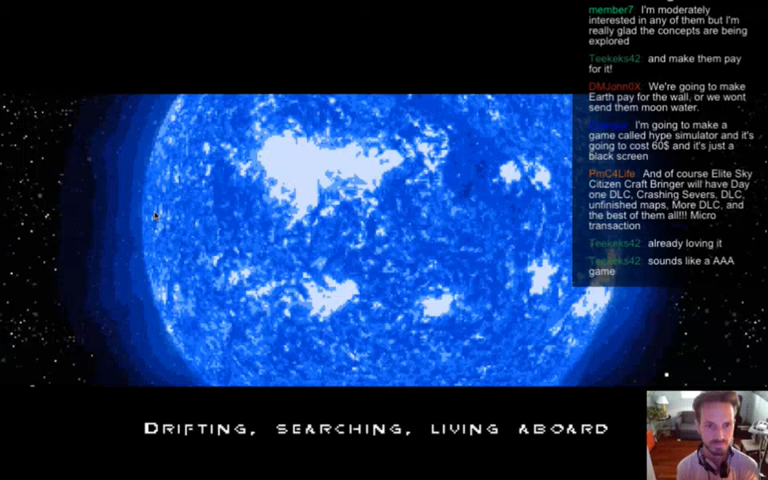 member7 I'm moderately
interested in any of them but I'm
really glad the concepts are being
explored
Teekeks42 and make them pay
for it!
DMJohn0X We're going to make
Earth pay for the wall, or we wont
send them moon water.
I'm going to make a
game called hype simulator and it's
going to cost 60$ and it's just a
black screen
PmC4Life And of course Elite Sky
Citizen Craft Bringer will have Day
one DLC, Crashing Severs, DLC,
unfinished maps, More DLC, and
the best of them all!!! Micro
transaction
Teekeks42 already loving it
Teekeks42 sounds like a AAA
game
Drifting, searching, living aboard